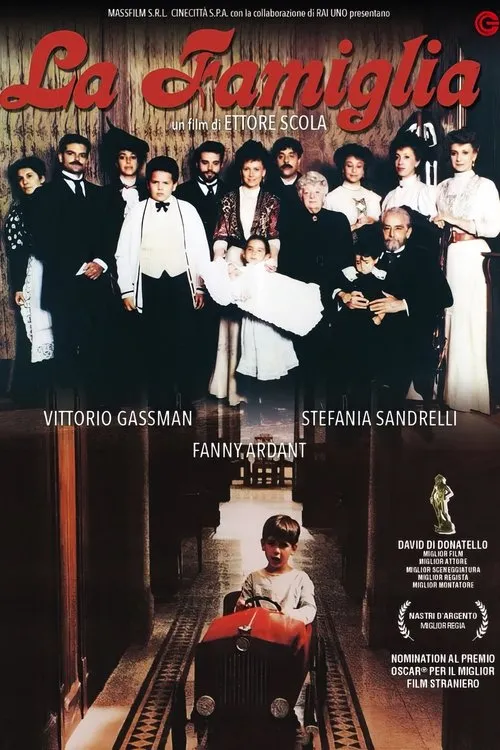 MASSFILM S.R.L. CINECITTÀ S.P.A. con la collaborazione di RAI UNO presentano
La Famiglia
un film di ETTORE SCOLA
VITTORIO GASSMAN
STEFANIA SANDRELLI
FANNY ARDANT
DAVID DI DONATELLO
MIGLIOR FILM
MIGLIOR ATTORE
MIGLIOR SCENEGGIATURA
MIGLIOR REGISTA
MIGLIOR MONTATORE
NASTRI D'ARGENTO
MIGLIOR REGIA
NOMINATION AL PREMIO
OSCAR® PER IL MIGLIOR
FILM STRANIERO